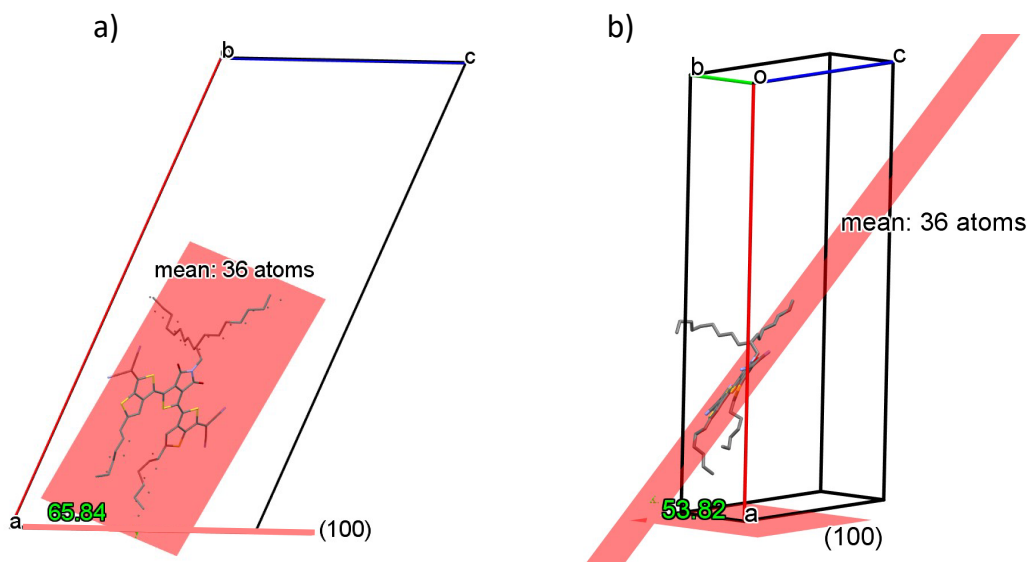 a)
b
c
mean: 36 atoms
a
65.84
(100)
b)
b
o
c
mean: 36 atoms
53.82
a
(100)